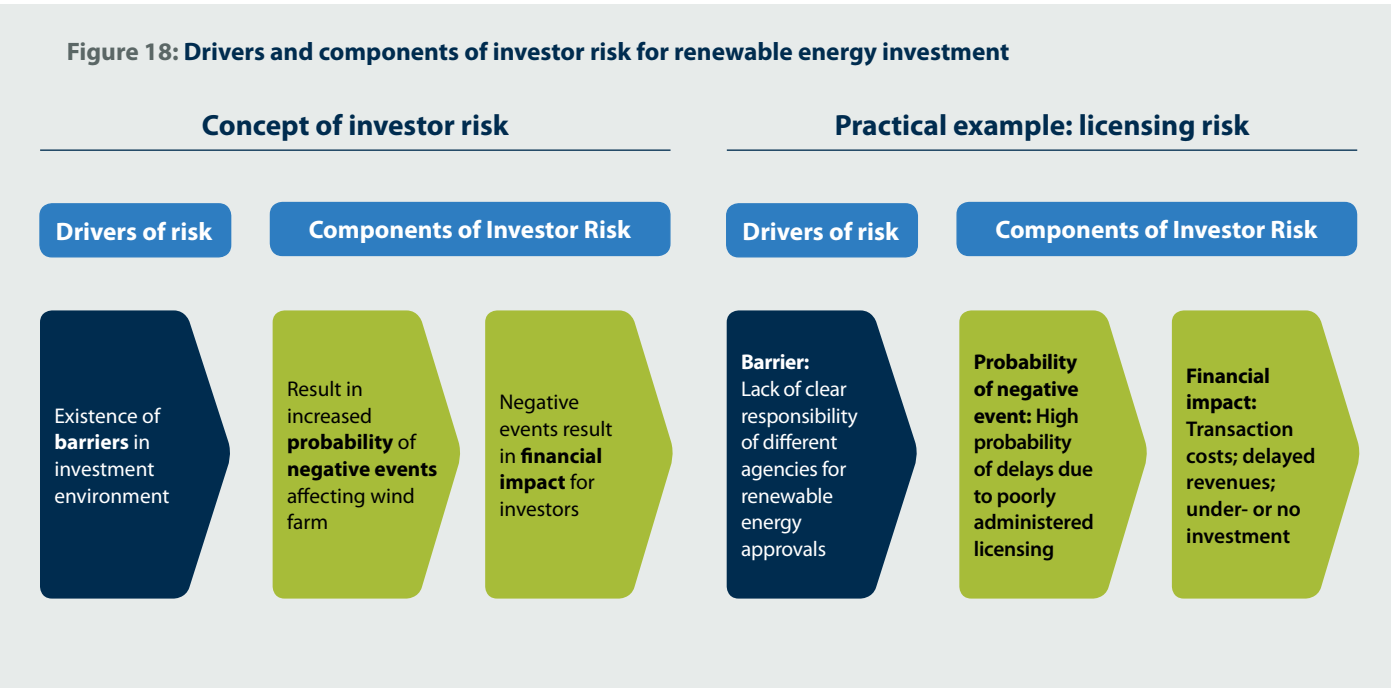 Figure 18: Drivers and components of investor risk for renewable energy investment
Concept of investor risk
Drivers of risk
Components of Investor Risk
Existence of
barriers in
investment
environment
Result in
increased
probability of
negative events
affecting wind
farm
Negative
events result
in financial
impact for
investors
Practical example: licensing risk
Drivers of risk
Components of Investor Risk
Barrier:
Lack of clear
responsibility
of different
agencies for
renewable
energy
approvals
Probability
of negative
event: High
probability
of delays due
to poorly
administered
licensing
Financial
impact:
Transaction
costs; delayed
revenues;
under- or no
investment